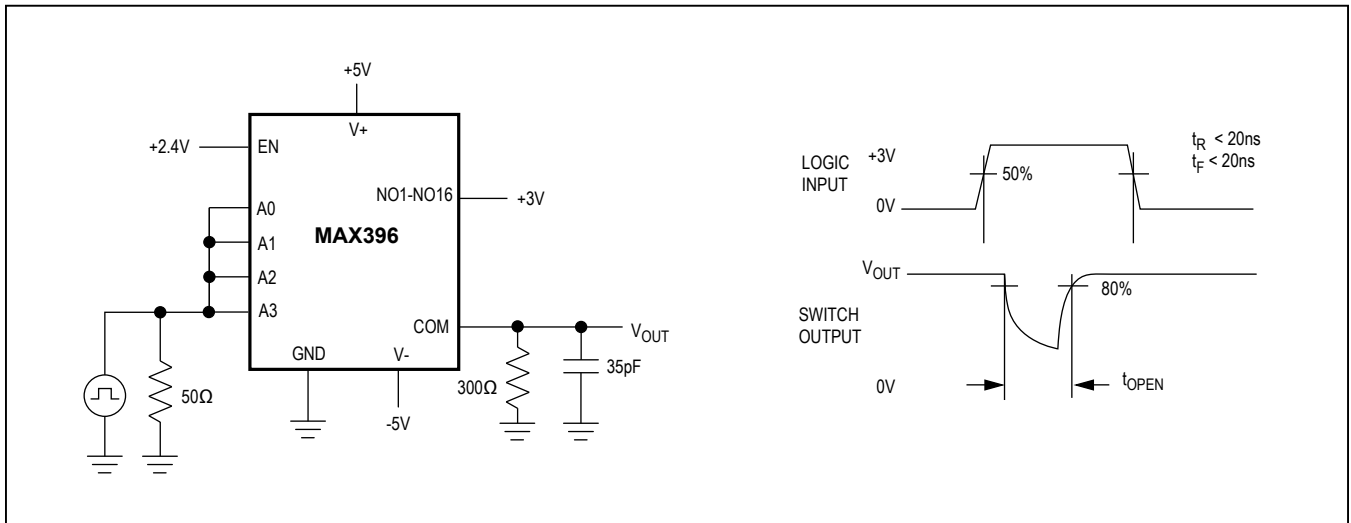 +5V
V+
+2.4V
EN
NO1-NO16
+3V
A0
MAX396
A1
A2
A3
COM
V_OUT
GND
V-
50Ω
300Ω
35pF
-5V
LOGIC
INPUT
+3V
50%
0V
t_R < 20ns
t_F < 20ns
V_OUT
80%
SWITCH
OUTPUT
0V
t_OPEN